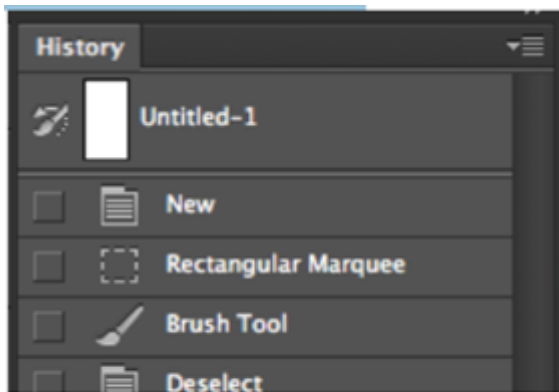 History
Untitled-1
New
Rectangular Marquee
Brush Tool
Deselect